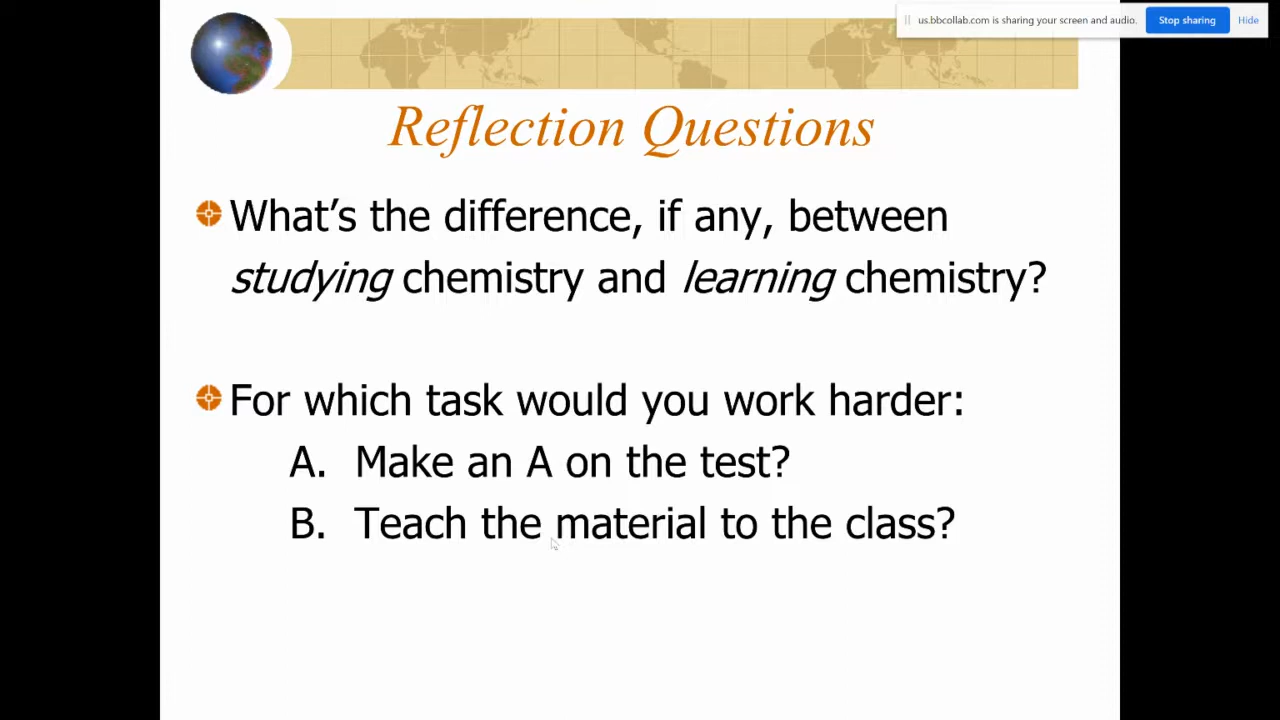 us.bbcollab.com is sharing your screen and audio. Stop sharing Hide
Reflection Questions
What’s the difference, if any, between
studying chemistry and learning chemistry?
For which task would you work harder:
A. Make an A on the test?
B. Teach the material to the class?